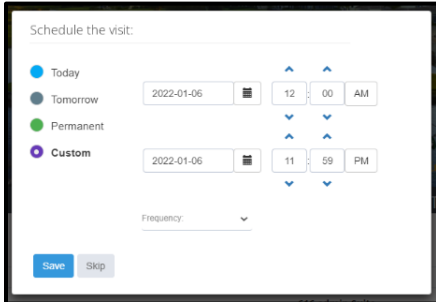 Schedule the visit:
Today
Tomorrow
Permanent
Custom
2022-01-06 12 : 00 AM
2022-01-06 11 : 59 PM
Frequency:
Save Skip